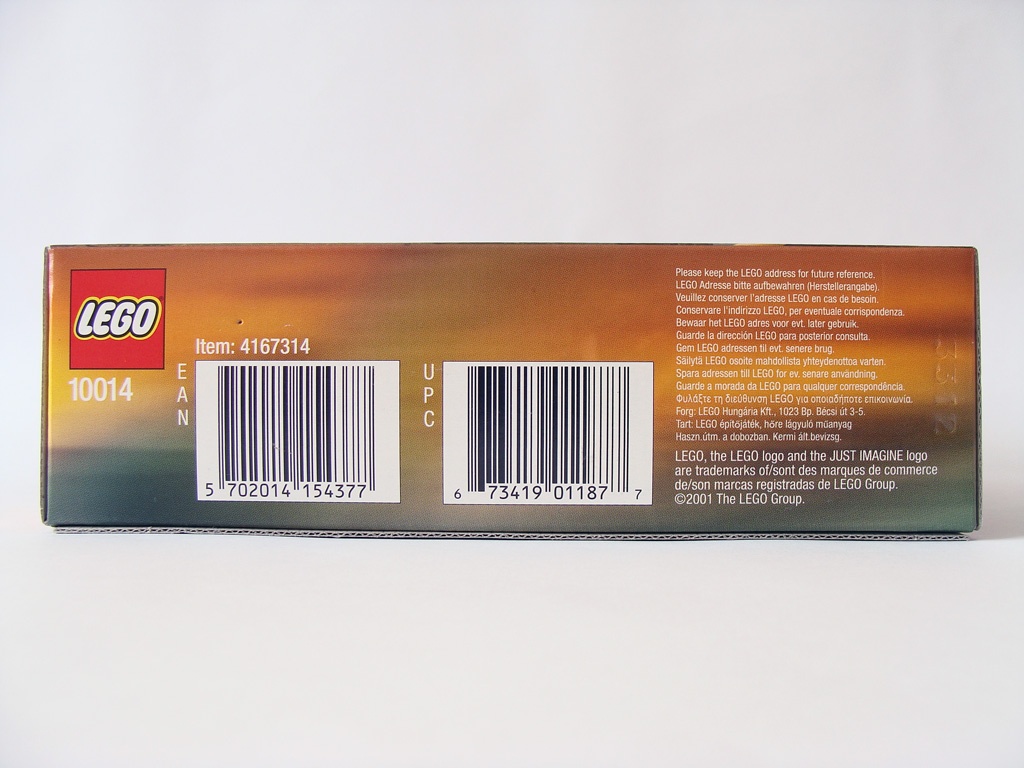 LEGO
10014
Item: 4167314
EAN
5 702014 154377
UPC
6 73419 01187 7
Please keep the LEGO address for future reference.
LEGO Adresse bitte aufbewahren (Herstellerangabe).
Veuillez conserver l'adresse LEGO en cas de besoin.
Conservare l'indirizzo LEGO, per eventuale corrispondenza.
Bewaar het LEGO adres voor evt. later gebruik.
Guarde la dirección LEGO para posterior consulta.
Gem LEGO adressen til evt. senere brug.
Säilytä LEGO osoite mahdollista yhteydenottoa varten.
Spara adressen till LEGO for ev. senare användning.
Guarde a morada da LEGO para qualquer correspondência.
Φυλάξτε τη διεύθυνση LEGO για οποιαδήποτε επικοινωνία.
Forg: LEGO Hungária Kft., 1023 Bp. Bécsi út 3-5.
Tart: LEGO építőjáték, hőre lágyuló műanyag
Haszn.útm. a dobozban. Kermi ált.bevizsg.
LEGO, the LEGO logo and the JUST IMAGINE logo
are trademarks of/sont des marques de commerce
de/son marcas registradas de LEGO Group.
©2001 The LEGO Group.